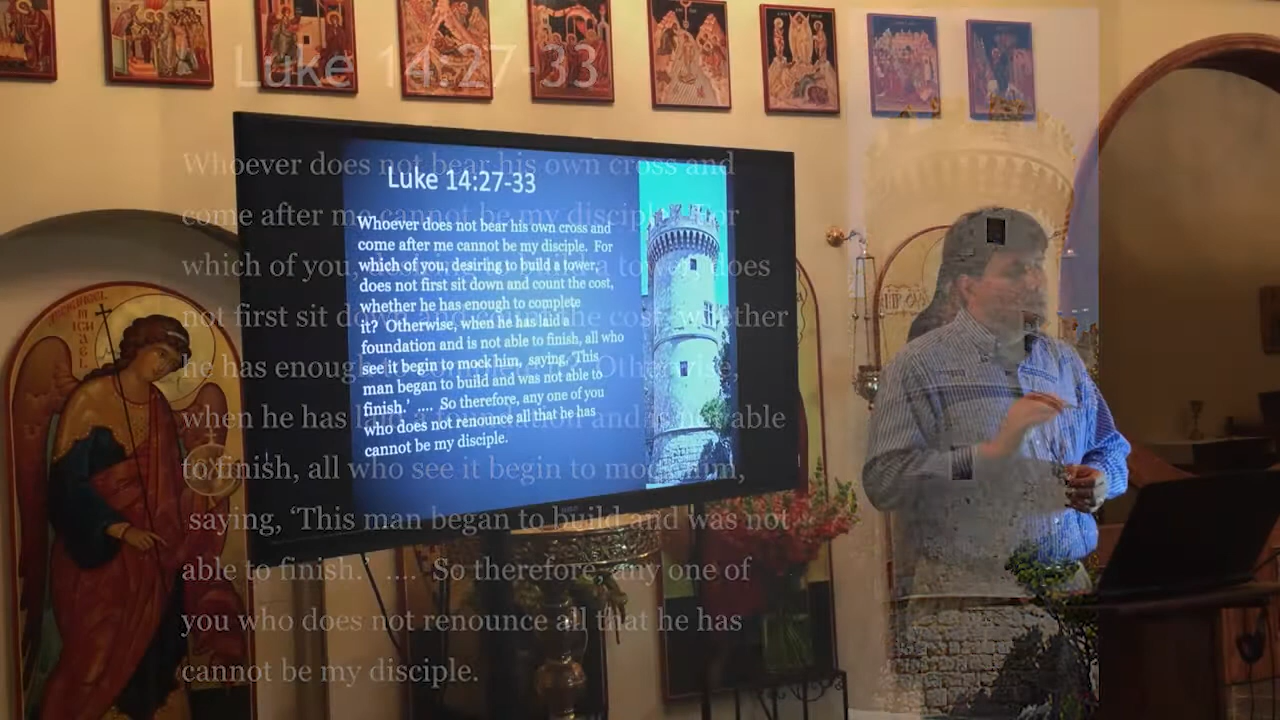 Luke 14:27-33
Whoever does not bear his own cross and
come after me cannot be my disciple. For
which of you, desiring to build a tower, does
not first sit down and count the cost, whether
he has enough to complete it? Otherwise,
when he has laid a foundation and is not able
to finish, all who see it begin to mock him,
saying, ‘This man began to build and was not
able to finish.’ .... So therefore, any one of
you who does not renounce all that he has
cannot be my disciple.
Luke 14:27-33
Whoever does not bear his own cross and
come after me cannot be my disciple. For
which of you, desiring to build a tower,
does not first sit down and count the cost,
whether he has enough to complete
it? Otherwise, when he has laid a
foundation and is not able to finish, all who
see it begin to mock him, saying, ‘This
man began to build and was not able to
finish.’ .... So therefore, any one of you
who does not renounce all that he has
cannot be my disciple.